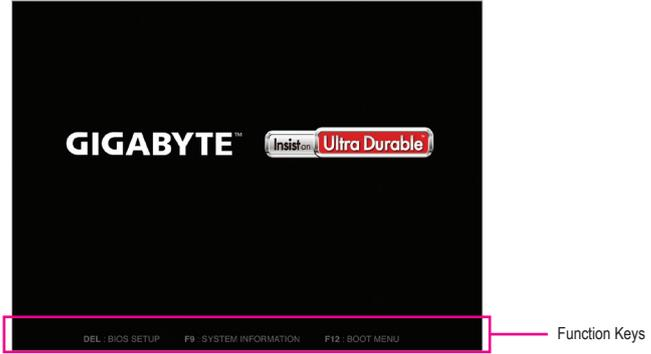 GIGABYTE™ Insist on Ultra Durable™
DEL : BIOS SETUP F9 : SYSTEM INFORMATION F12 : BOOT MENU
Function Keys